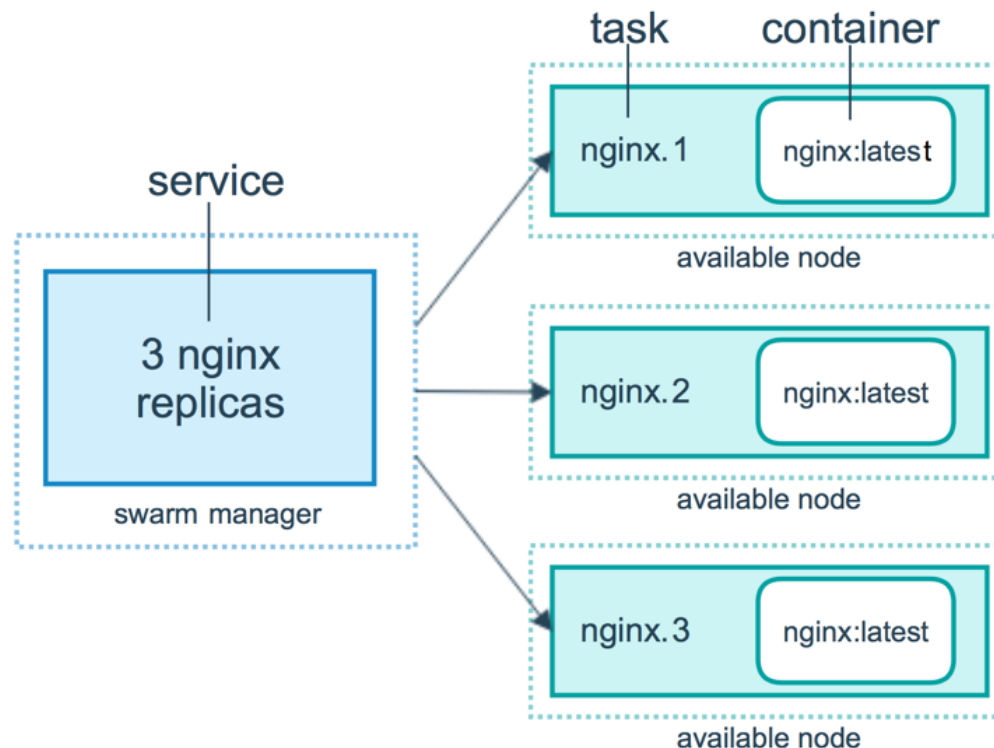 task
container
nginx.1
nginx:latest
available node
service
3 nginx
replicas
swarm manager
nginx.2
nginx:latest
available node
nginx.3
nginx:latest
available node